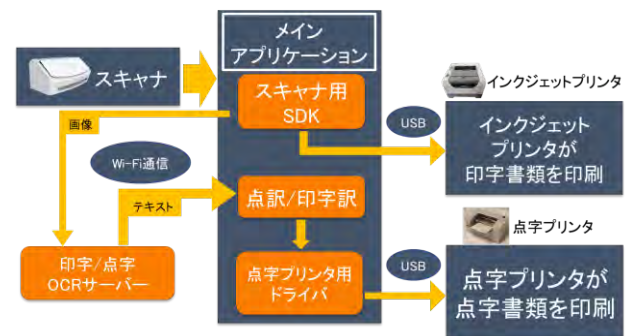 メイン
アプリケーション
スキャナ
スキャナ用
SDK
画像
Wi-Fi通信
テキスト
印字/点字
OCRサーバー
点訳/印字訳
点字プリンタ用
ドライバ
USB
インクジェットプリンタ
インクジェット
プリンタが
印字書類を印刷
点字プリンタ
USB
点字プリンタが
点字書類を印刷